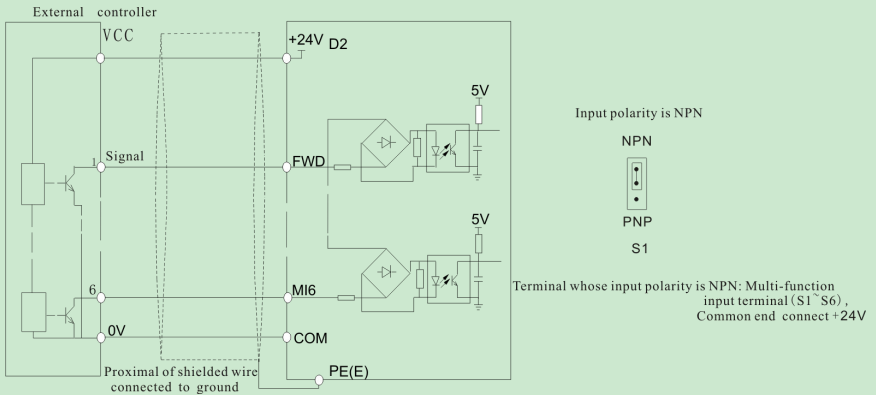 External controller
VCC
+24V D2
5V
1 Signal
FWD
5V
6
MI6
0V
COM
Proximal of shielded wire
connected to ground
PE(E)
Input polarity is NPN
NPN
PNP
S1
Terminal whose input polarity is NPN: Multi-function
input terminal(S1~S6),
Common end connect +24V